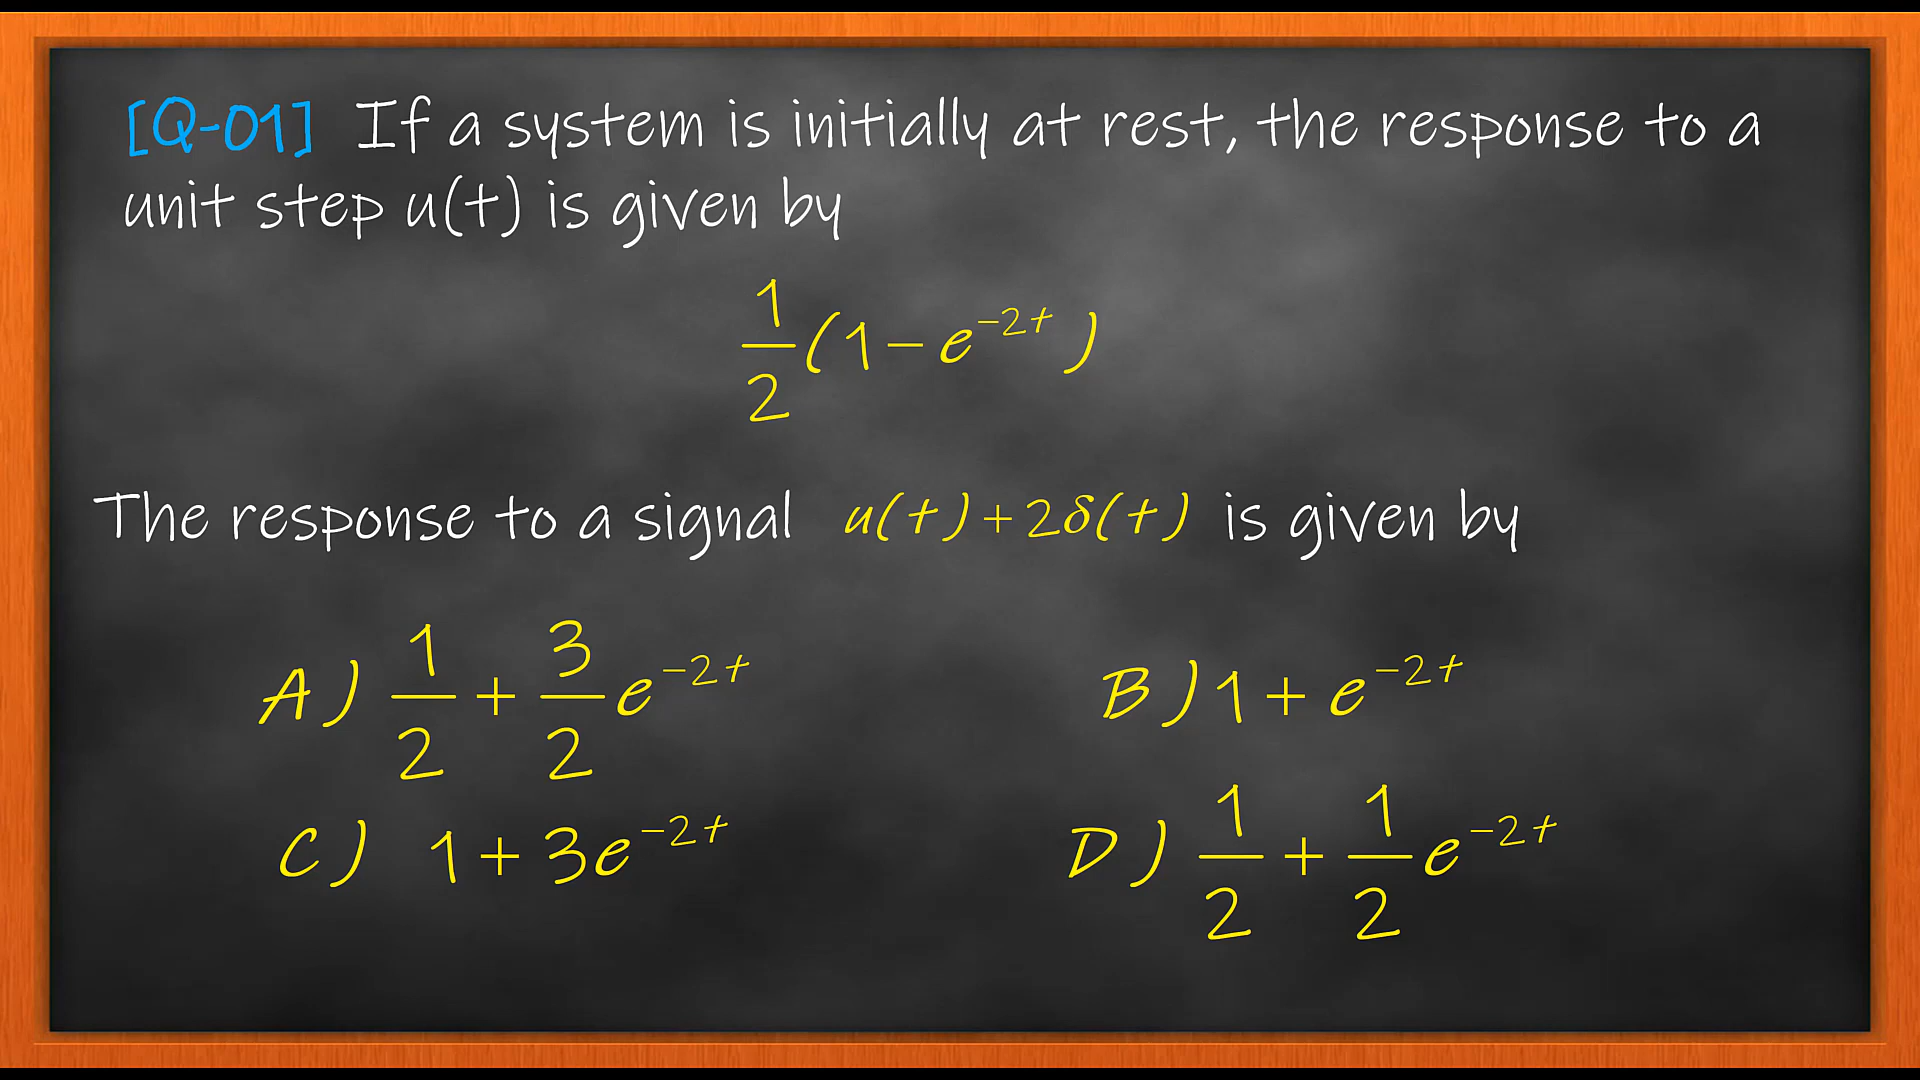 [Q-01] If a system is initially at rest, the response to a
unit step u(t) is given by
1/2(1-e^{-2t})
The response to a signal u(t)+2δ(t) is given by
A) 1/2+3/2e^{-2t} B) 1+e^{-2t}
C) 1+3e^{-2t} D) 1/2+1/2e^{-2t}